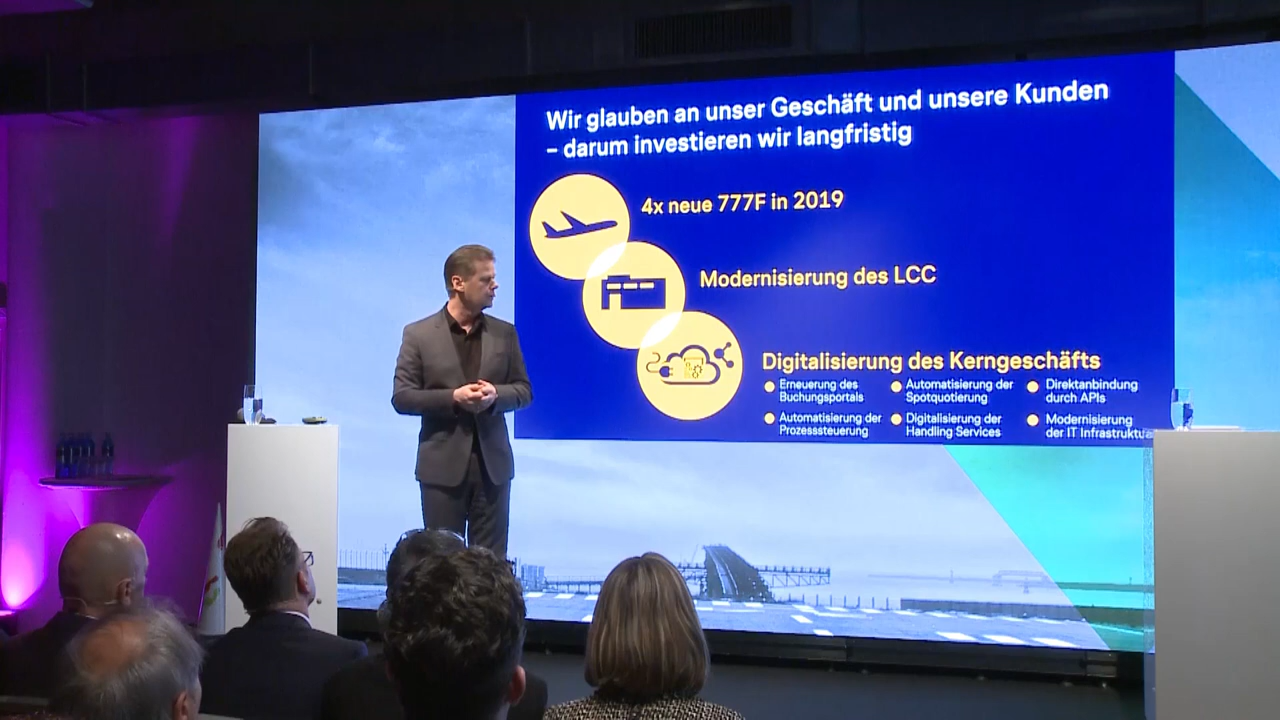 Wir glauben an unser Geschäft und unsere Kunden
– darum investieren wir langfristig
4x neue 777F in 2019
Modernisierung des LCC
Digitalisierung des Kerngeschäfts
Erneuerung des
Buchungsportals
Automatisierung der
Spotquotierung
Direktanbindung
durch APIs
Automatisierung der
Prozesssteuerung
Digitalisierung der
Handling Services
Modernisierung
der IT Infrastruktu